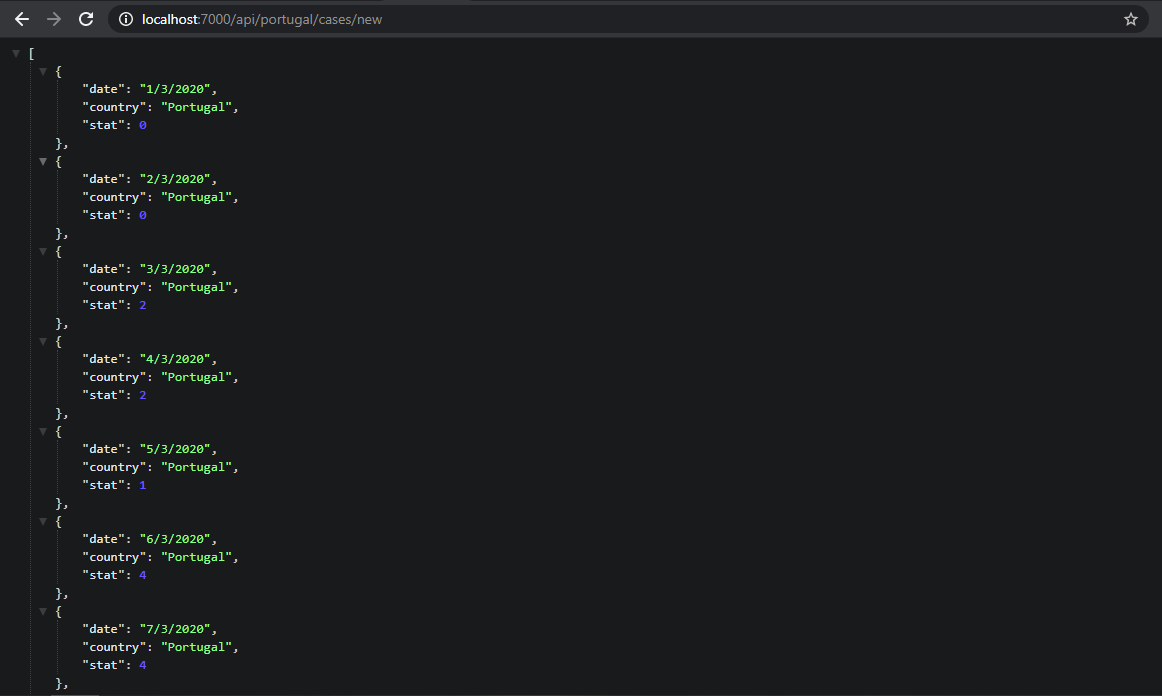 localhost:7000/api/portugal/cases/new
[
{
"date": "1/3/2020",
"country": "Portugal",
"stat": 0
},
{
"date": "2/3/2020",
"country": "Portugal",
"stat": 0
},
{
"date": "3/3/2020",
"country": "Portugal",
"stat": 2
},
{
"date": "4/3/2020",
"country": "Portugal",
"stat": 2
},
{
"date": "5/3/2020",
"country": "Portugal",
"stat": 1
},
{
"date": "6/3/2020",
"country": "Portugal",
"stat": 4
},
{
"date": "7/3/2020",
"country": "Portugal",
"stat": 4
},